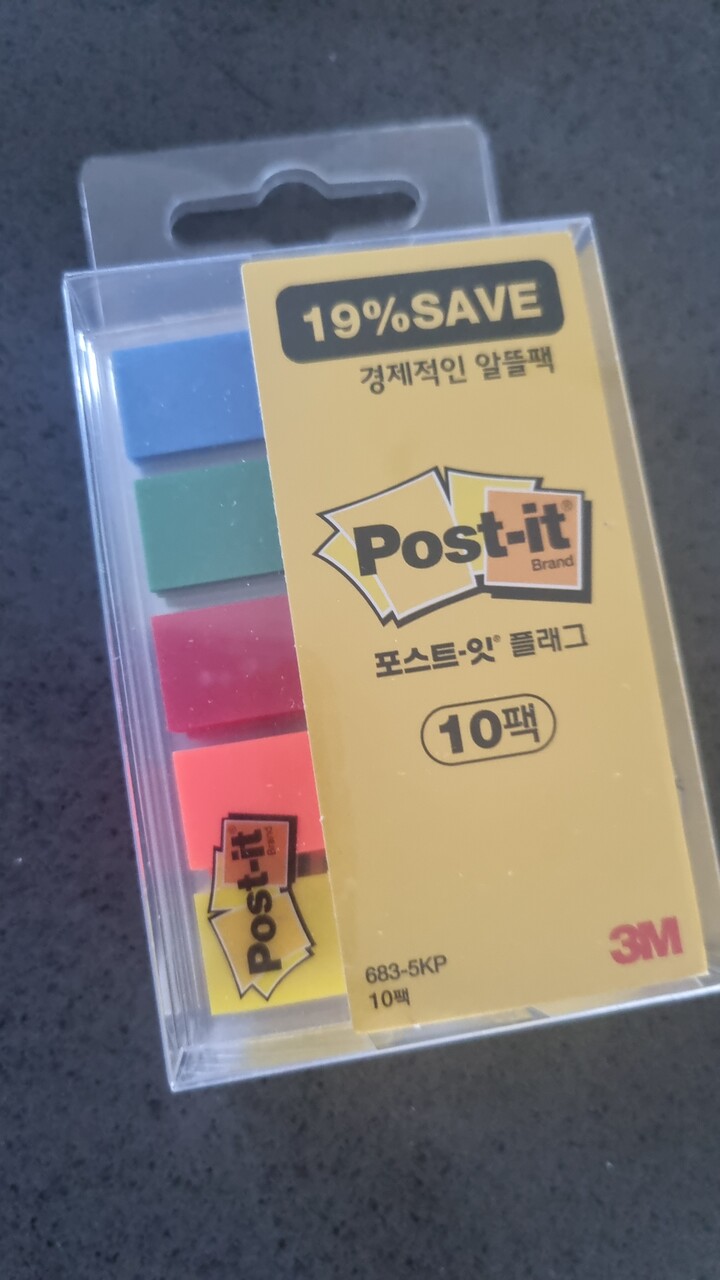 19%SAVE
경제적인 알뜰팩
Post-it®
Brand
포스트-잇® 플래그
10팩
Post-it®
Brand
683-5KP
10팩
3M